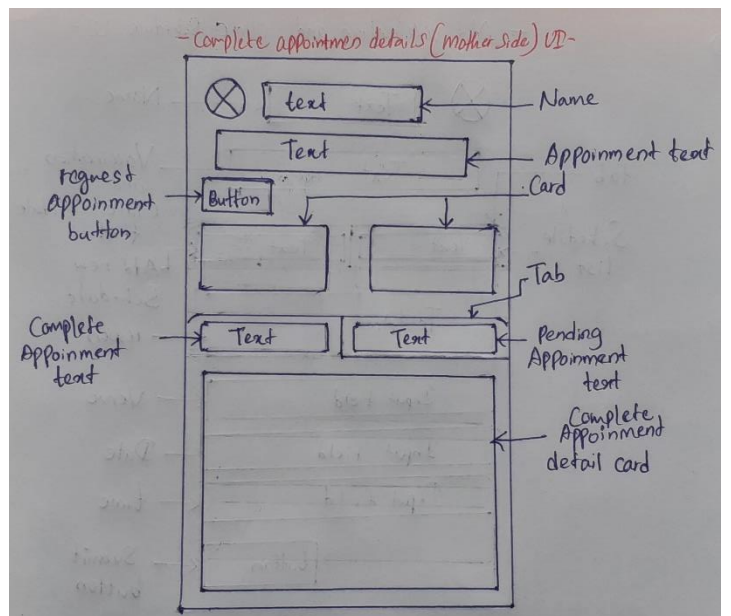 - Complete appointmen details (mother side) UI -
text
Name
Text
Appoinment text
Card
request
appoinment
button
Button
Tab
Complete
Appoinment
text
Text
Text
Pending
Appoinment
text
Complete
Appoinment
detail card